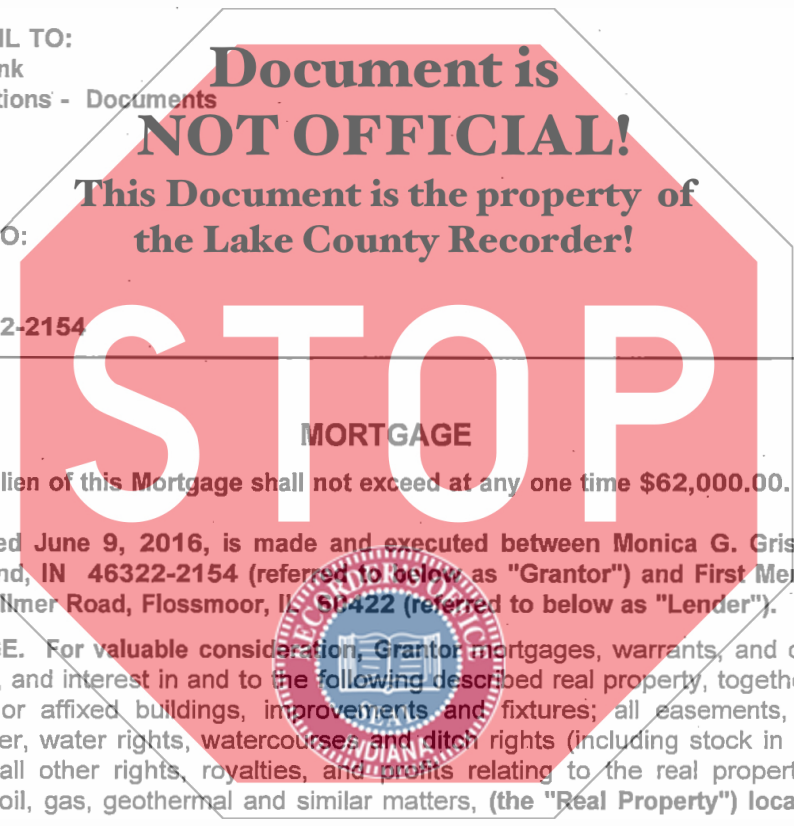 IL TO:
nk
tions - Documents
Document is
NOT OFFICIAL!
This Document is the property of
the Lake County Recorder!
O:
2-2154
STOP
MORTGAGE
lien of this Mortgage shall not exceed at any one time $62,000.00.
ed June 9, 2016, is made and executed between Monica G. Gris
nd, IN 46322-2154 (referred to below as "Grantor") and First Mer
llmer Road, Flossmoor, IL 60422 (referred to below as "Lender").
E. For valuable consideration, Grantor mortgages, warrants, and
, and interest in and to the following described real property, togethe
or affixed buildings, improvements and fixtures; all easements,
er, water rights, watercourses and ditch rights (including stock in
all other rights, royalties, and profits relating to the real propert
oil, gas, geothermal and similar matters, (the "Real Property") loca
RECORDER
INDIANA